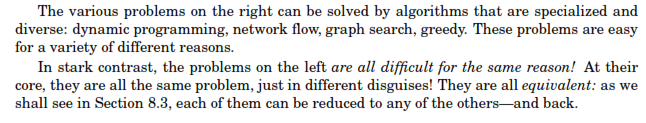 The various problems on the right can be solved by algorithms that are specialized and
diverse: dynamic programming, network flow, graph search, greedy. These problems are easy
for a variety of different reasons.
In stark contrast, the problems on the left are all difficult for the same reason! At their
core, they are all the same problem, just in different disguises! They are all equivalent: as we
shall see in Section 8.3, each of them can be reduced to any of the others—and back.